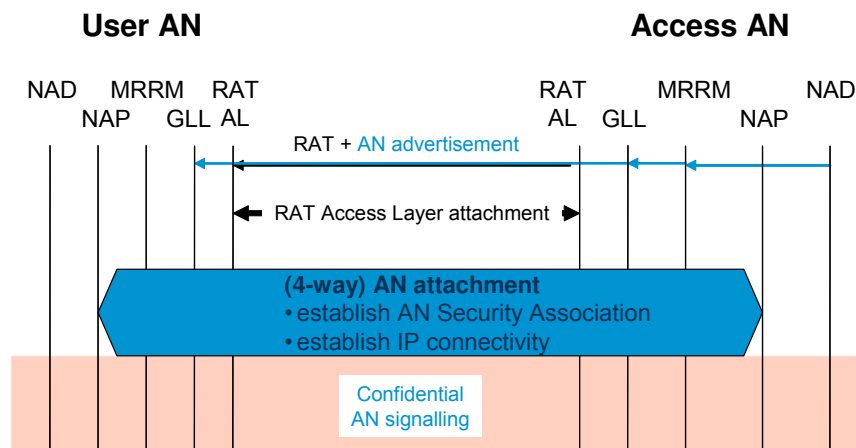 User AN
Access AN
NAD
NAP
MRRM
GLL
RAT
AL
RAT
AL
GLL
MRRM
NAP
NAD
RAT + AN advertisement
RAT Access Layer attachment
(4-way) AN attachment
• establish AN Security Association
• establish IP connectivity
Confidential
AN signalling